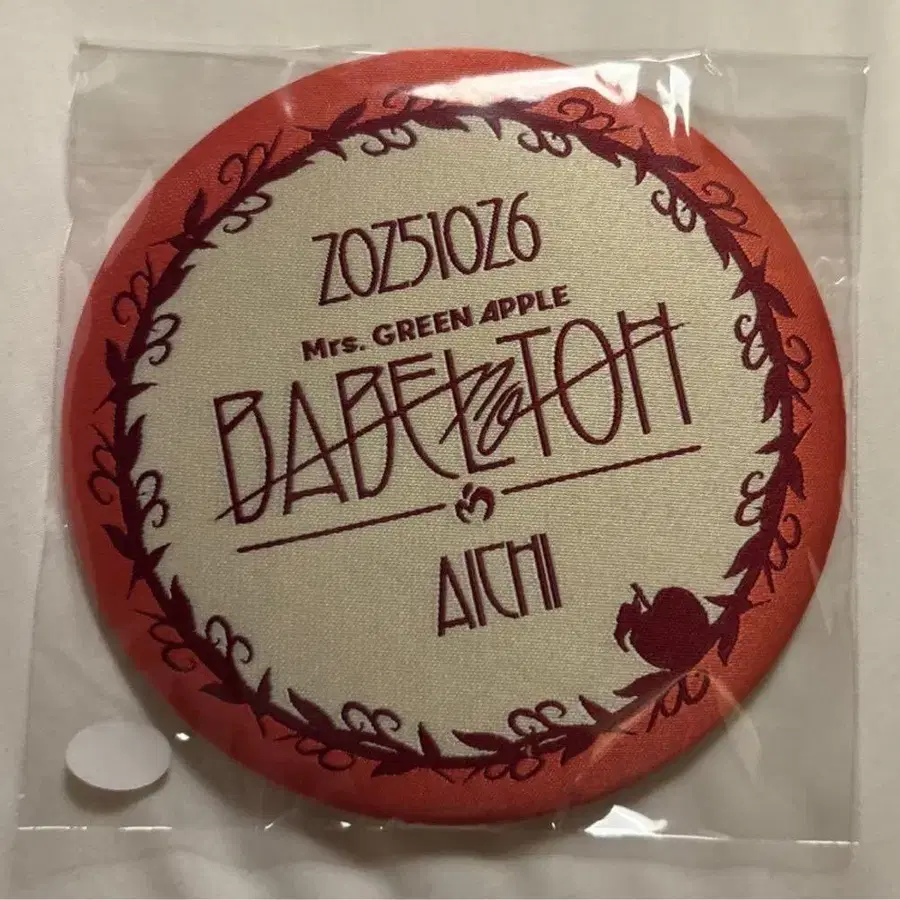 20251026
Mrs. GREEN APPLE
BABEL no TOH
AICHI